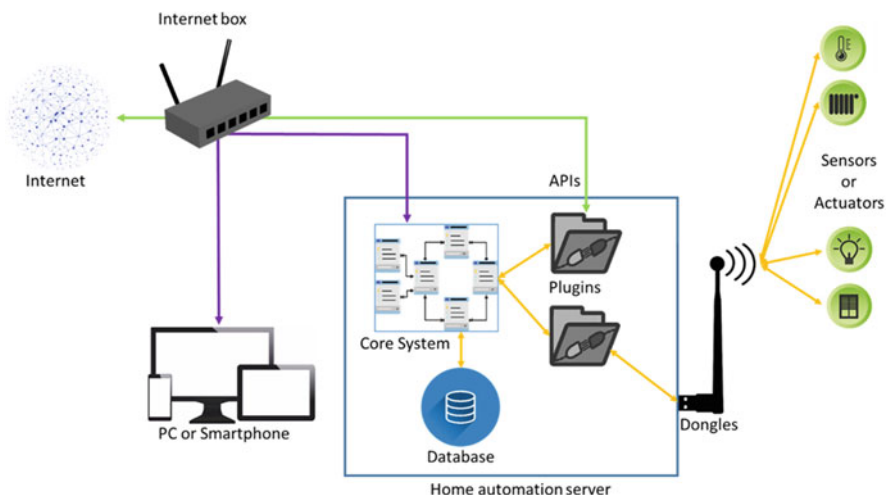 Internet box
Internet
APIs
Sensors
or
Actuators
Plugins
Core System
PC or Smartphone
Dongles
Database
Home automation server